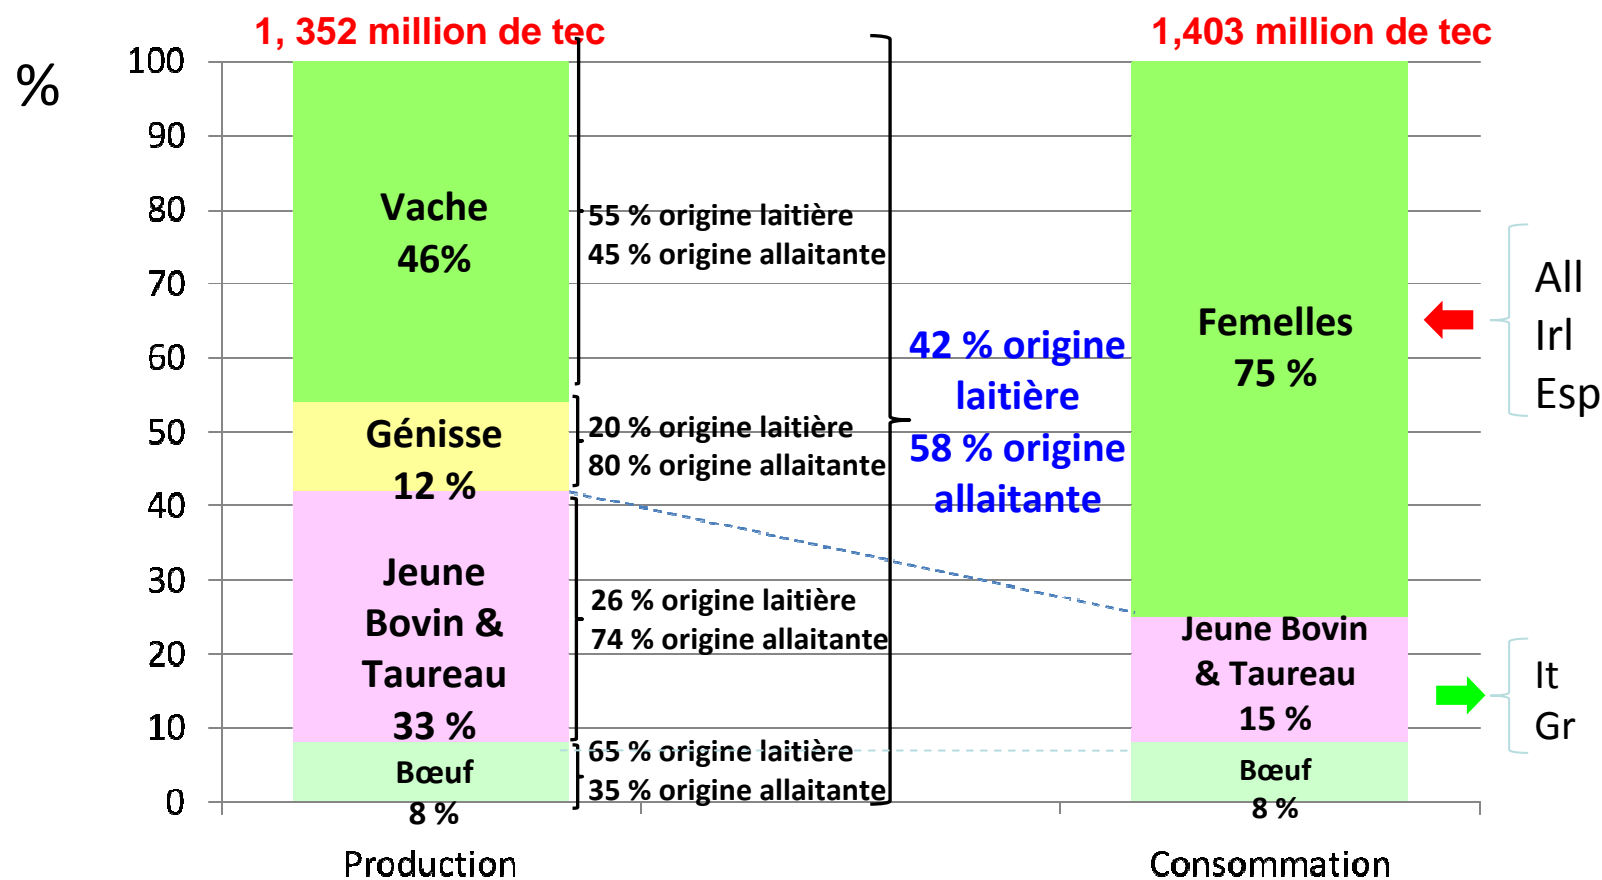 1, 352 million de tec
1,403 million de tec
%
100
90
80
70
60
50
40
30
20
10
0
Vache
46%
Génisse
12 %
Jeune
Bovin &
Taureau
33 %
Bœuf
8 %
55 % origine laitière
45 % origine allaitante
20 % origine laitière
80 % origine allaitante
26 % origine laitière
74 % origine allaitante
65 % origine laitière
35 % origine allaitante
42 % origine
laitière
58 % origine
allaitante
Femelles
75 %
Jeune Bovin
& Taureau
15 %
Bœuf
8 %
All
Irl
Esp
It
Gr
Production
Consommation